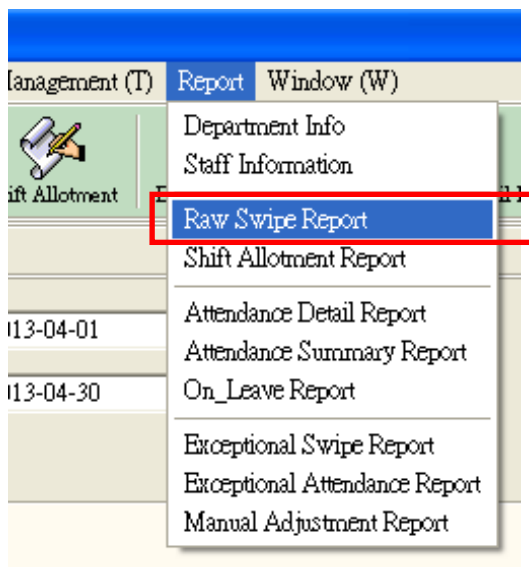 Management (T) Report Window (W)
Department Info
Staff Information
ift Allotment
Raw Swipe Report
Shift Allotment Report
Attendance Detail Report
013-04-01
Attendance Summary Report
013-04-30
On_Leave Report
Exceptional Swipe Report
Exceptional Attendance Report
Manual Adjustment Report